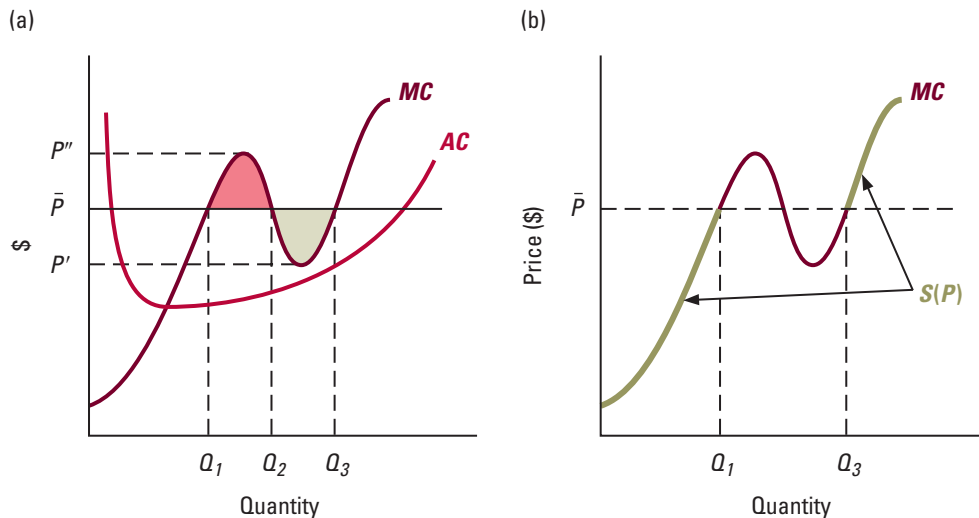 (a)
MC
AC
P″
P̄
$
P′
Q1
Q2
Q3
Quantity
(b)
MC
P̄
Price ($)
S(P)
Q1
Q3
Quantity